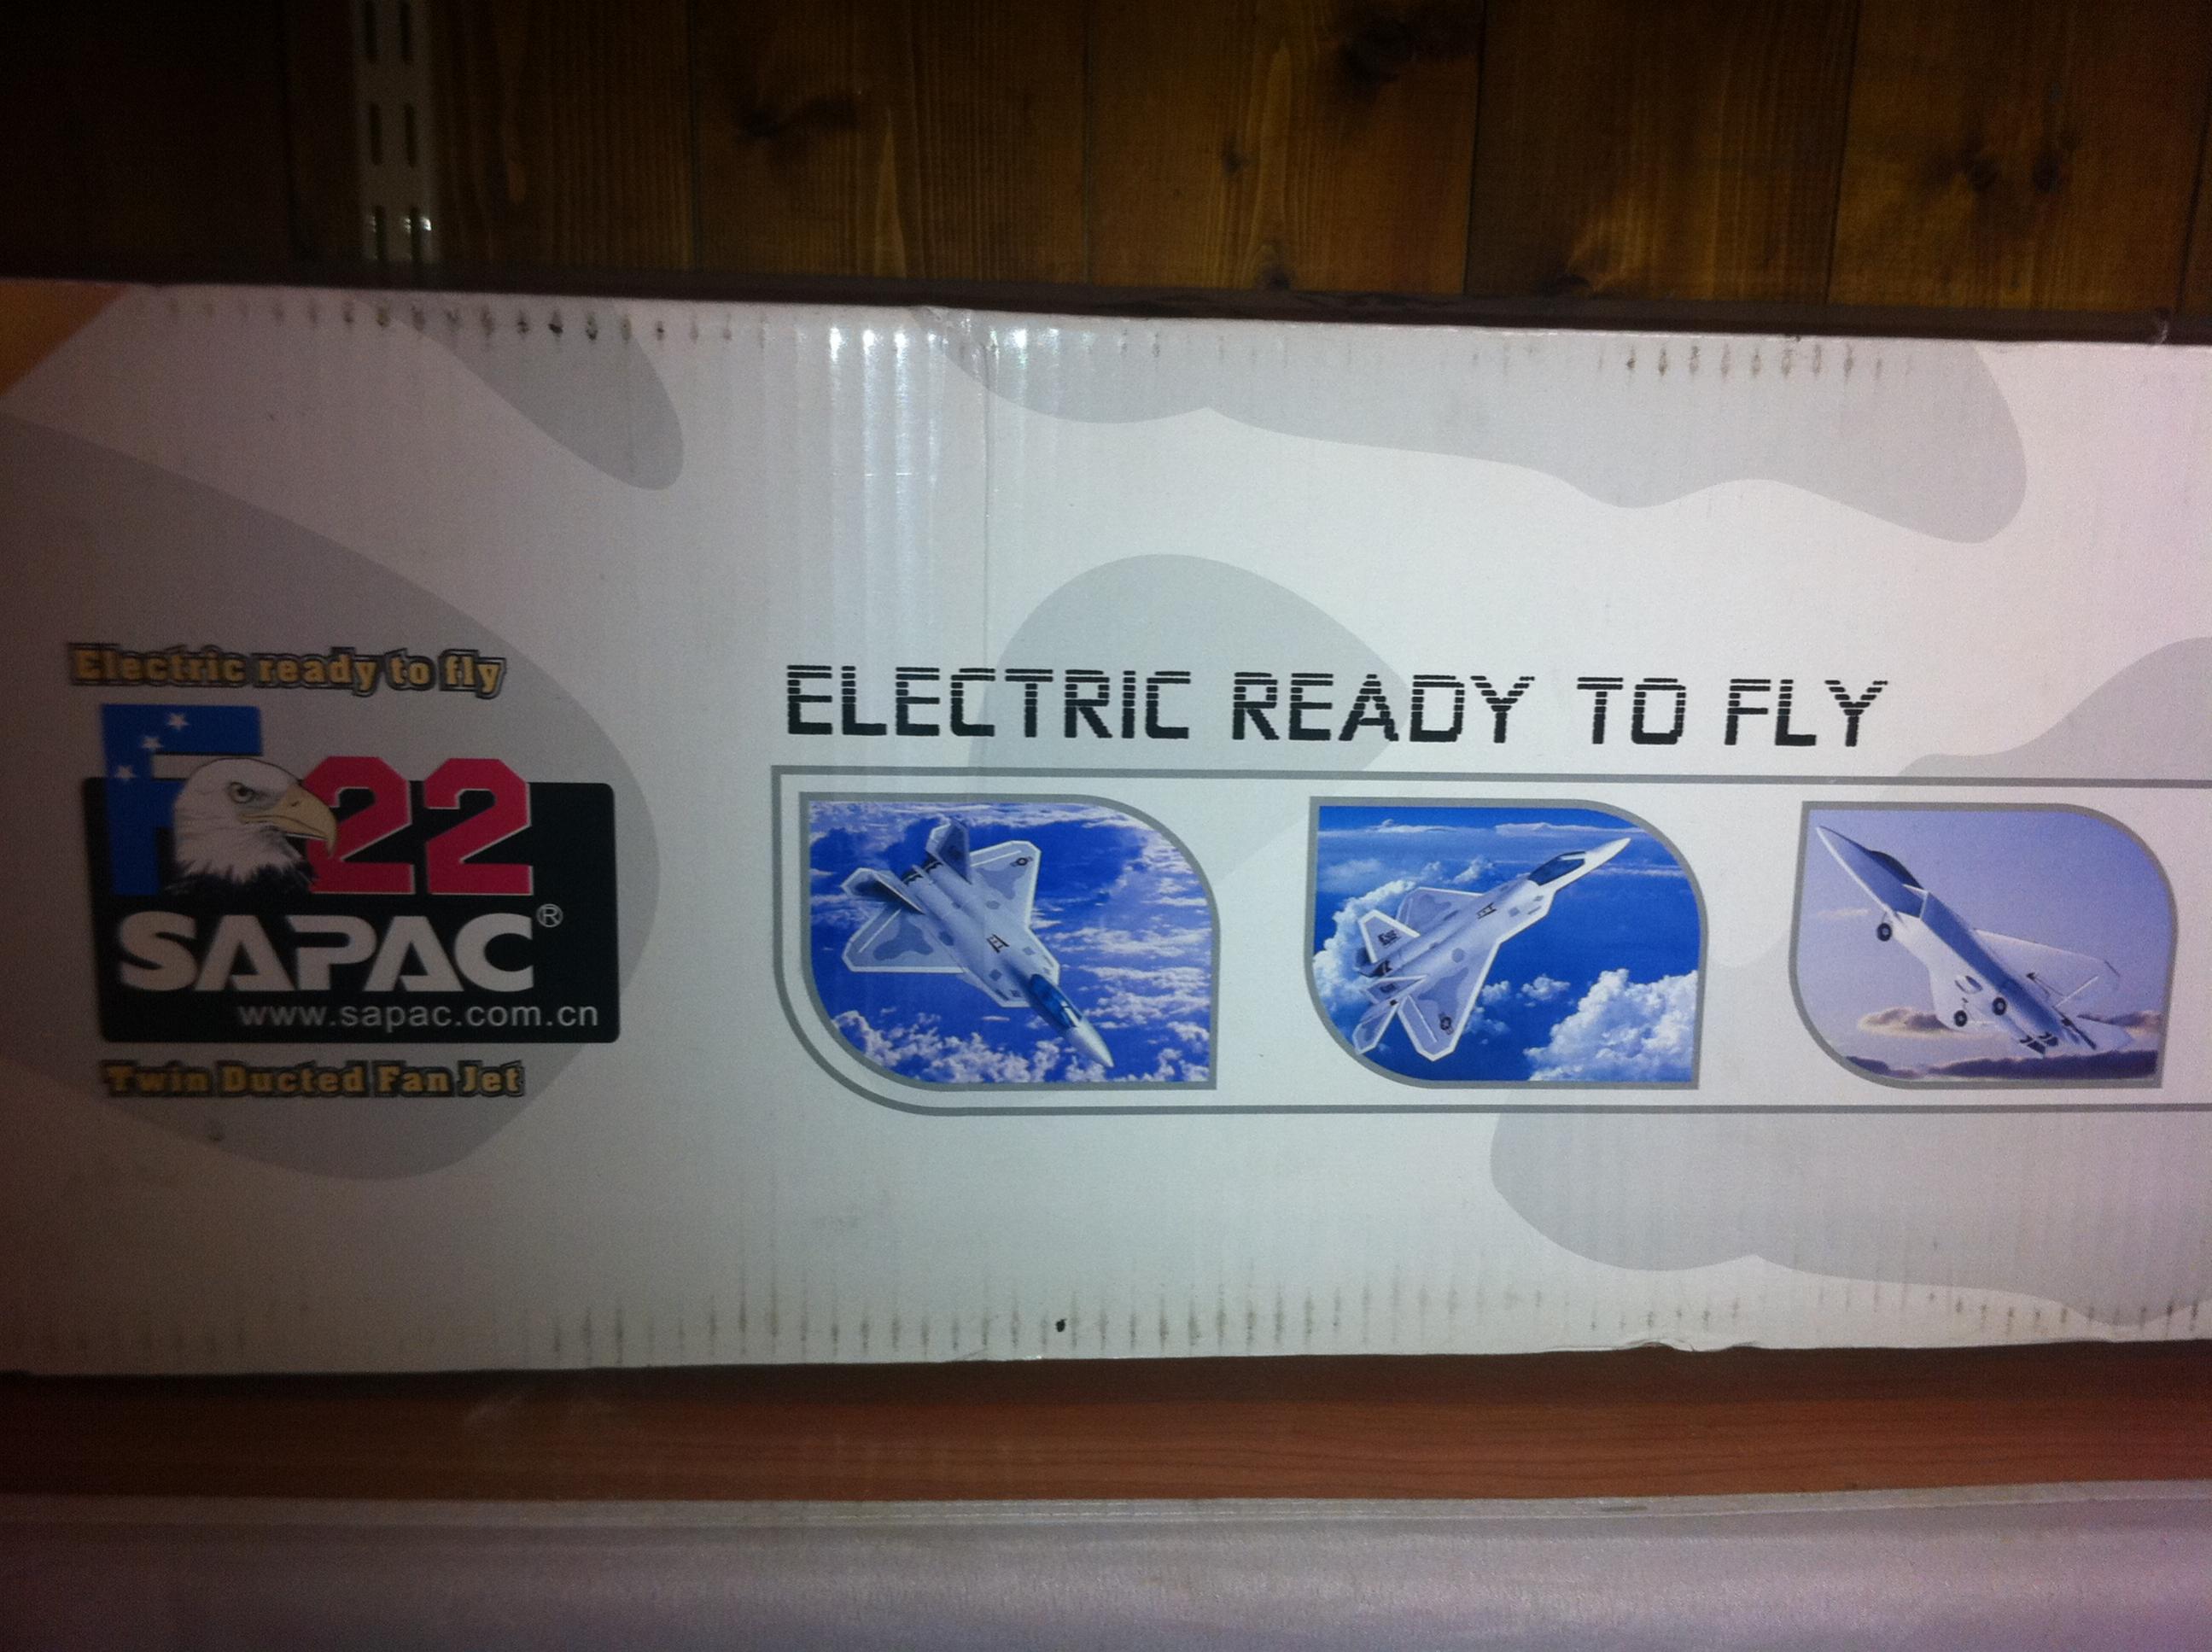 Electric ready to fly
F22
SAPAC®
www.sapac.com.cn
Twin Ducted Fan Jet
ELECTRIC READY TO FLY